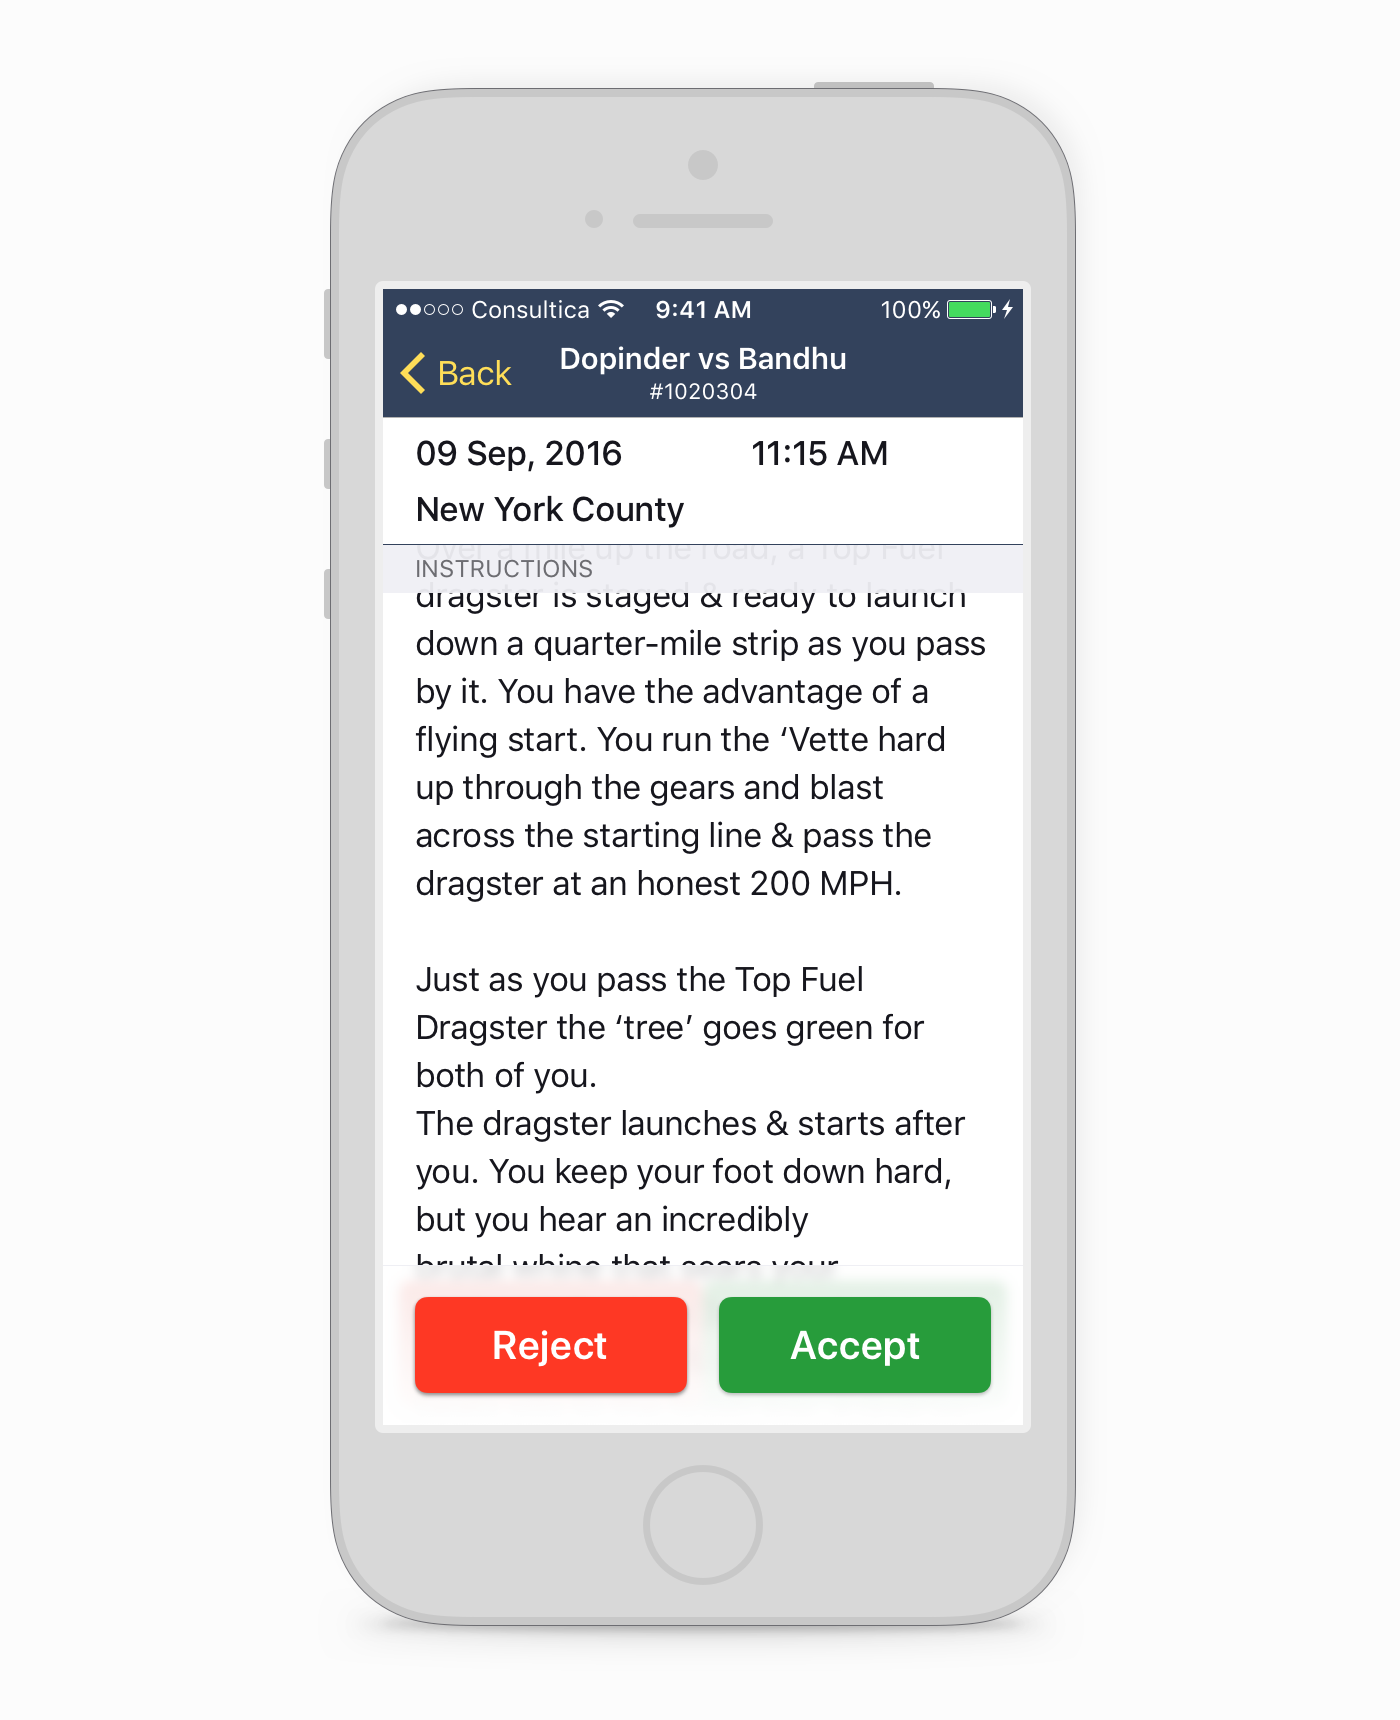 Consultica 9:41 AM 100%
Back
Dopinder vs Bandhu
#1020304
09 Sep, 2016 11:15 AM
New York County
Over a mile up the road, a Top Fuel
INSTRUCTIONS
dragster is staged & ready to launch
down a quarter-mile strip as you pass
by it. You have the advantage of a
flying start. You run the ‘Vette hard
up through the gears and blast
across the starting line & pass the
dragster at an honest 200 MPH.
Just as you pass the Top Fuel
Dragster the ‘tree’ goes green for
both of you.
The dragster launches & starts after
you. You keep your foot down hard,
but you hear an incredibly
brutal whine that sears your
Reject Accept